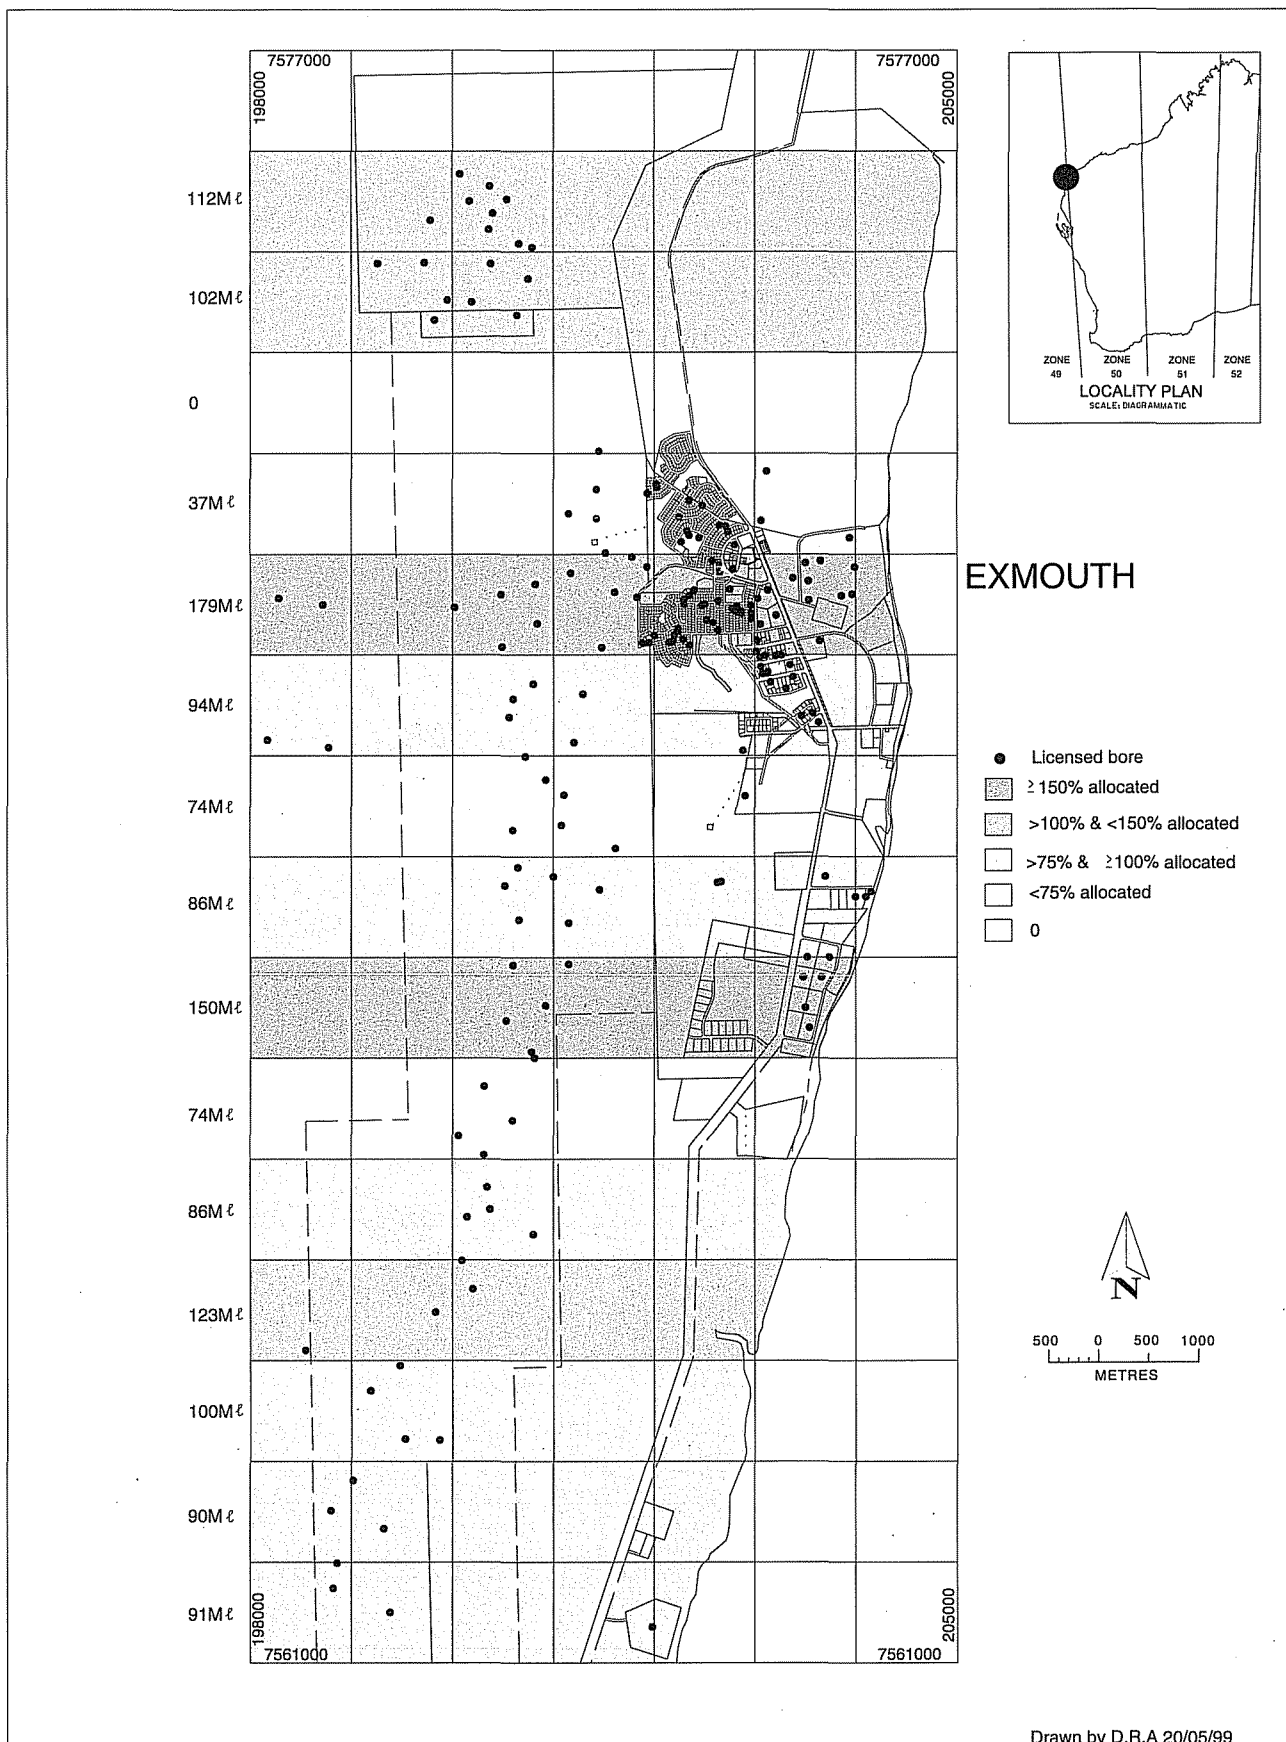 7577000
7577000
198000
205000
112Mℓ
102Mℓ
0
37Mℓ
179Mℓ
94Mℓ
74Mℓ
86Mℓ
150Mℓ
74Mℓ
86Mℓ
123Mℓ
100Mℓ
90Mℓ
91Mℓ
198000
205000
7561000
7561000
ZONE
49
ZONE
50
ZONE
51
ZONE
52
LOCALITY PLAN
SCALE: DIAGRAMMATIC
EXMOUTH
Licensed bore
≥150% allocated
>100% & <150% allocated
>75% & ≥100% allocated
<75% allocated
0
N
500 0 500 1000
METRES
Drawn by D.R.A 20/05/99